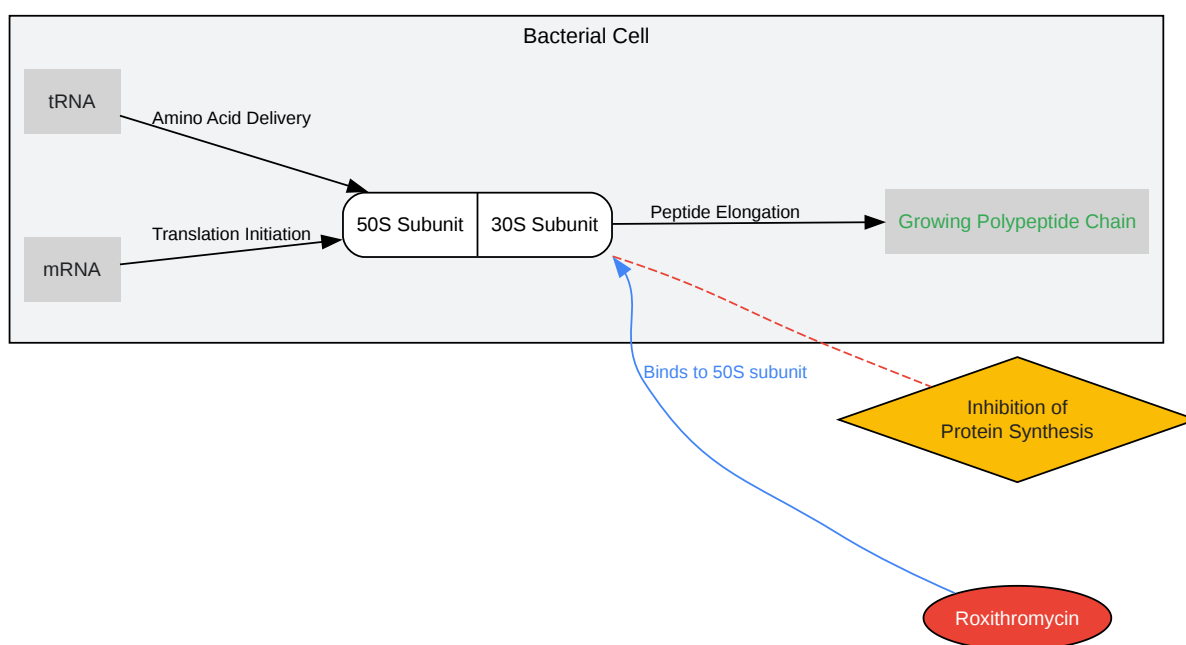 Bacterial Cell
tRNA
Amino Acid Delivery
mRNA
Translation Initiation
50S Subunit
30S Subunit
Peptide Elongation
Growing Polypeptide Chain
Binds to 50S subunit
Inhibition of
Protein Synthesis
Roxithromycin